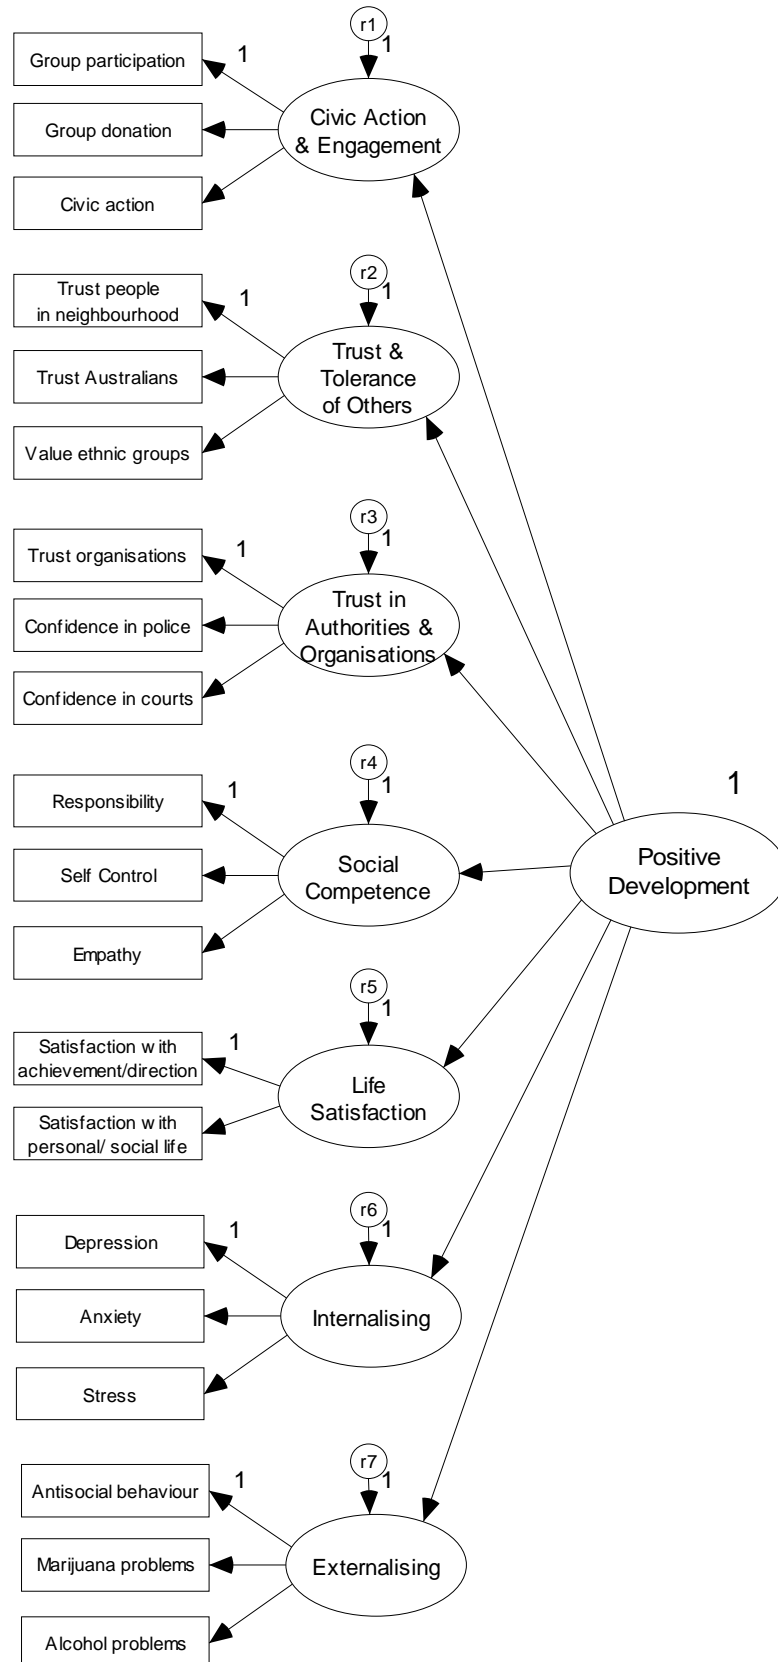 r1
1
1
Group participation
Civic Action
& Engagement
Group donation
Civic action
r2
1
Trust people
in neighbourhood
1
Trust &
Tolerance
of Others
Trust Australians
Value ethnic groups
r3
1
Trust organisations
1
Trust in
Authorities &
Organisations
Confidence in police
Confidence in courts
r4
1
1
Responsibility
1
Social
Competence
Self Control
Positive
Development
Empathy
r5
1
Satisfaction with
achievement/direction
1
Life
Satisfaction
Satisfaction with
personal/ social life
r6
1
Depression
1
Internalising
Anxiety
Stress
r7
1
Antisocial behaviour
1
Externalising
Marijuana problems
Alcohol problems